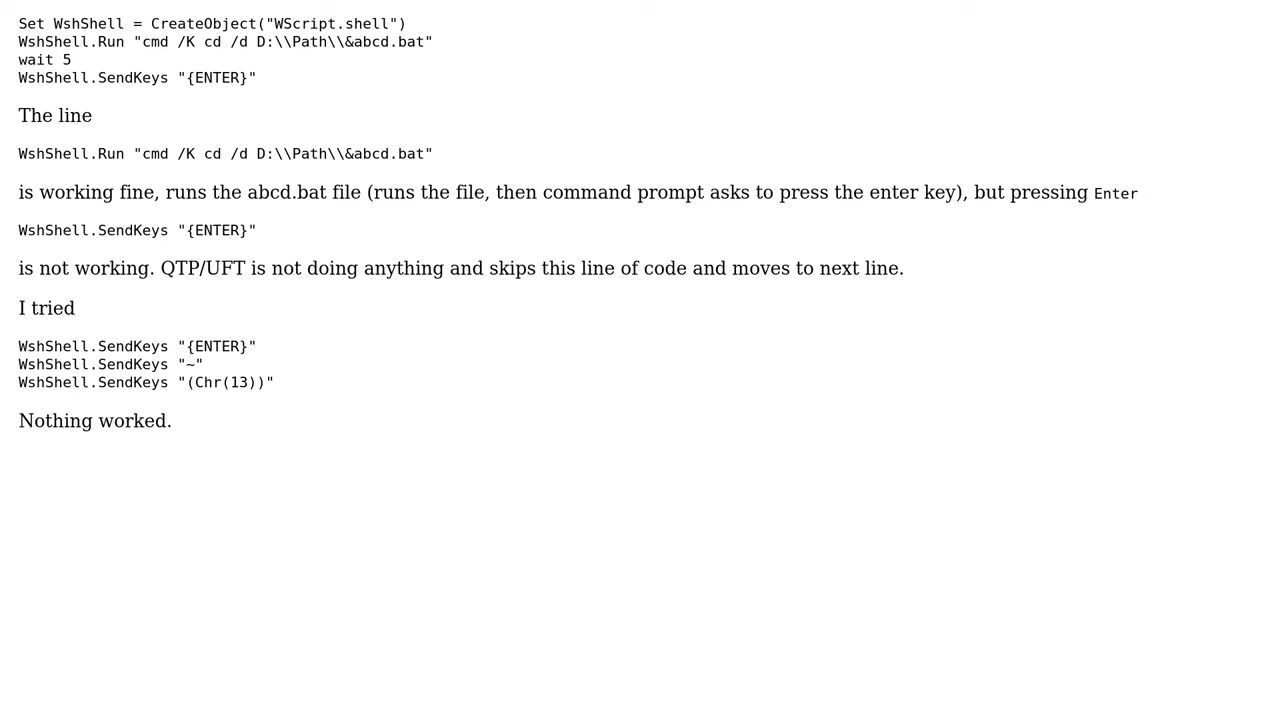 Set WshShell = CreateObject("WScript.shell")
WshShell.Run "cmd /K cd /d D:\\Path\\&abcd.bat"
wait 5
WshShell.SendKeys "{ENTER}"
The line
WshShell.Run "cmd /K cd /d D:\\Path\\&abcd.bat"
is working fine, runs the abcd.bat file (runs the file, then command prompt asks to press the enter key), but pressing Enter
WshShell.SendKeys "{ENTER}"
is not working. QTP/UFT is not doing anything and skips this line of code and moves to next line.
I tried
WshShell.SendKeys "{ENTER}"
WshShell.SendKeys "~"
WshShell.SendKeys "(Chr(13))"
Nothing worked.